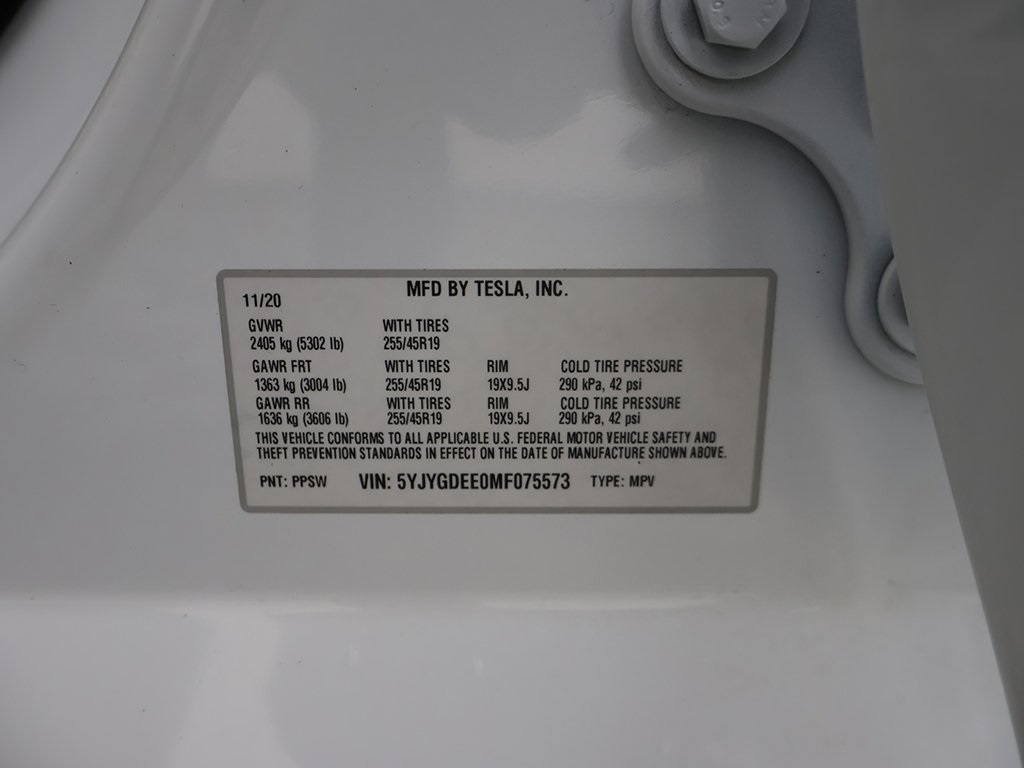 MFD BY TESLA, INC.
11/20
GVWR WITH TIRES
2405 kg (5302 lb) 255/45R19
GAWR FRT WITH TIRES RIM COLD TIRE PRESSURE
1363 kg (3004 lb) 255/45R19 19X9.5J 290 kPa, 42 psi
GAWR RR WITH TIRES RIM COLD TIRE PRESSURE
1636 kg (3606 lb) 255/45R19 19X9.5J 290 kPa, 42 psi
THIS VEHICLE CONFORMS TO ALL APPLICABLE U.S. FEDERAL MOTOR VEHICLE SAFETY AND
THEFT PREVENTION STANDARDS IN EFFECT ON THE DATE OF MANUFACTURE SHOWN ABOVE.
PNT: PPSW VIN: 5YJYGDEE0MF075573 TYPE: MPV